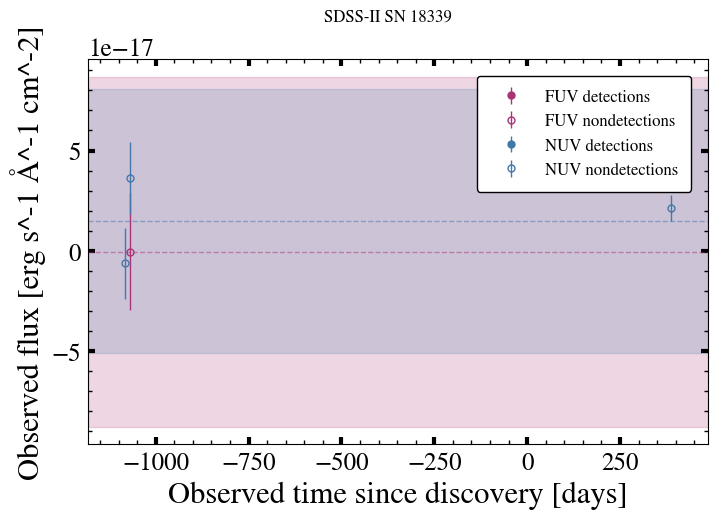 SDSS-II SN 18339
1e−17
FUV detections
FUV nondetections
NUV detections
NUV nondetections
5
0
−5
Observed flux [erg s^-1 Å^-1 cm^-2]
−1000 −750 −500 −250 0 250
Observed time since discovery [days]